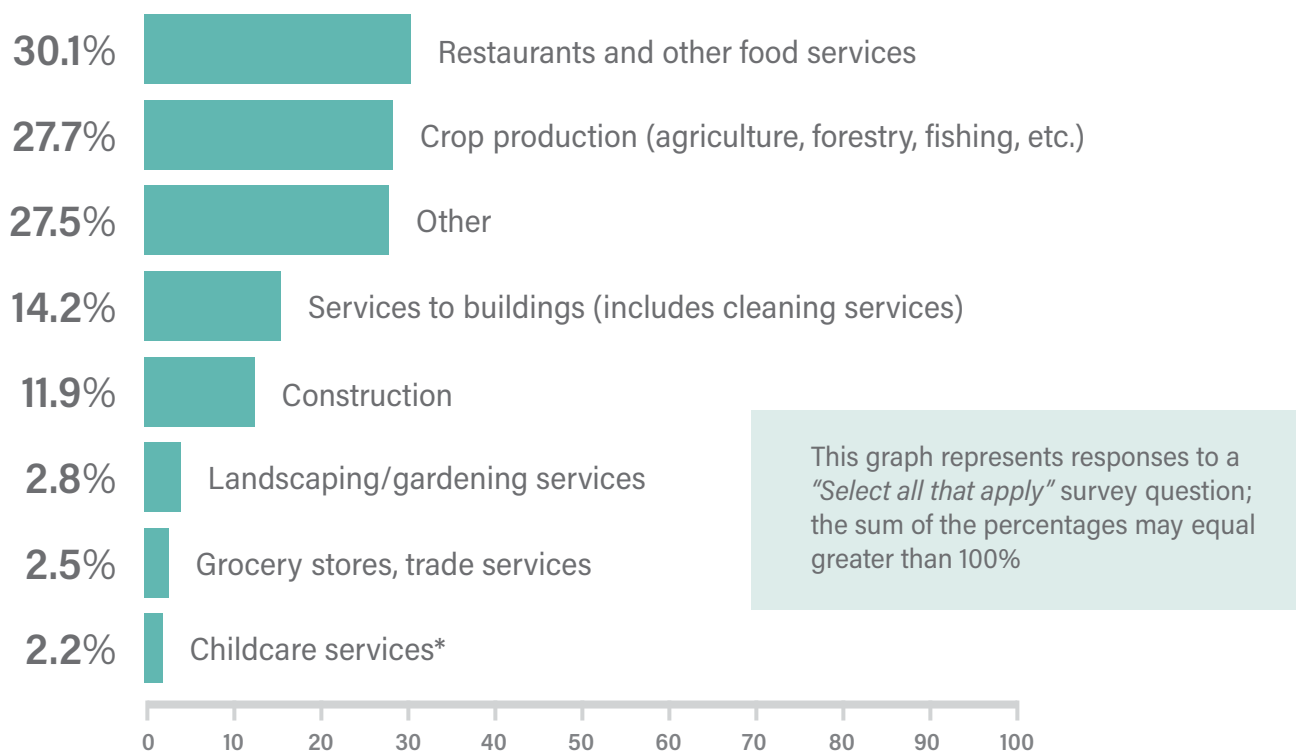 30.1% Restaurants and other food services
27.7% Crop production (agriculture, forestry, fishing, etc.)
27.5% Other
14.2% Services to buildings (includes cleaning services)
11.9% Construction
2.8% Landscaping/gardening services
2.5% Grocery stores, trade services
2.2% Childcare services*
This graph represents responses to a
“Select all that apply” survey question;
the sum of the percentages may equal
greater than 100%
0 10 20 30 40 50 60 70 80 90 100